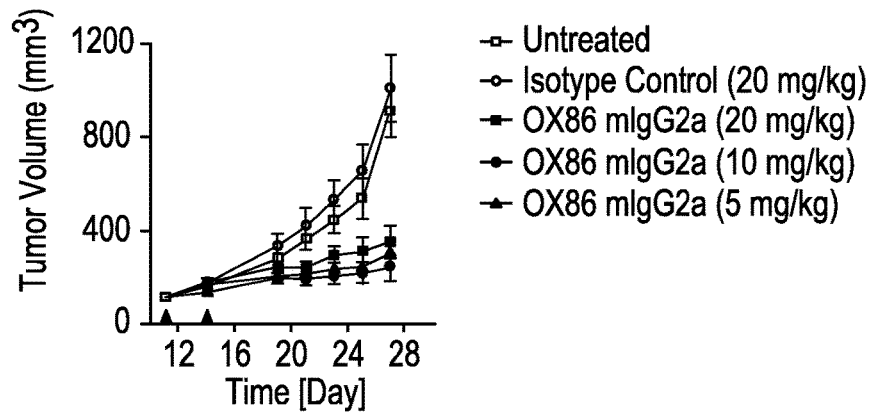 Tumor Volume (mm3)
1200
800
400
0
12 16 20 24 28
Time [Day]
Untreated
Isotype Control (20 mg/kg)
OX86 mIgG2a (20 mg/kg)
OX86 mIgG2a (10 mg/kg)
OX86 mIgG2a (5 mg/kg)